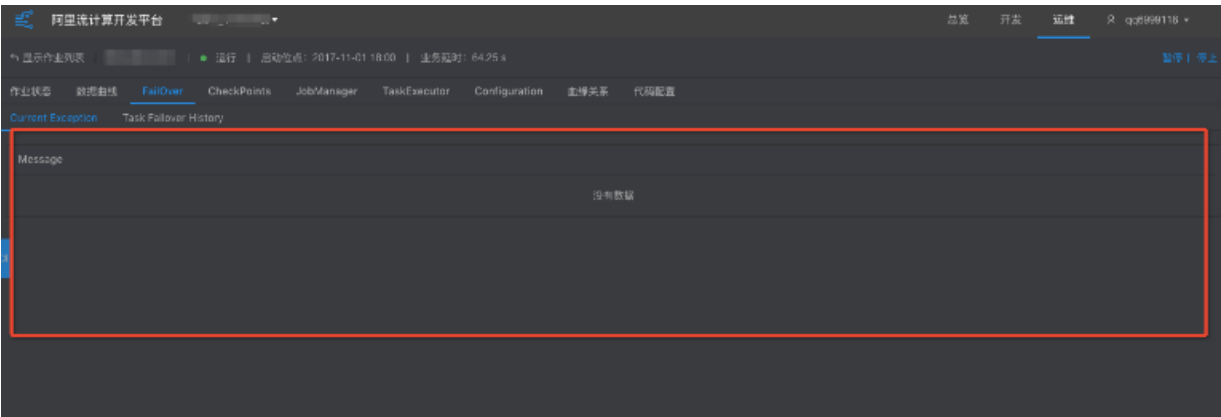 阿里流计算开发平台 总览 开发 运维 qq6999118
显示作业列表 运行 | 启动位点：2017-11-01 18:00 | 业务延时：64.25 s 暂停 | 停止
作业状态 数据曲线 FailOver CheckPoints JobManager TaskExecutor Configuration 血缘关系 代码配置
Current Exception Task Failover History
Message
没有数据